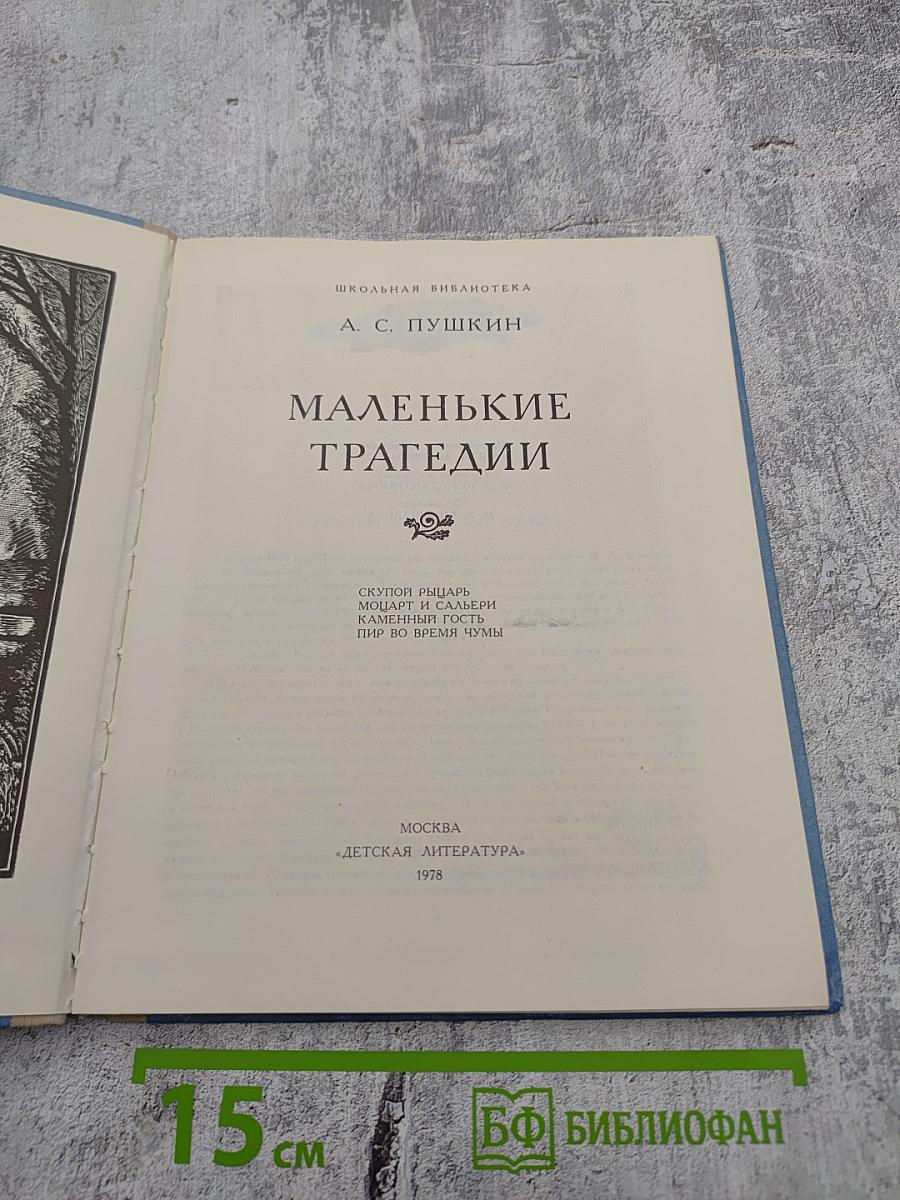 ШКОЛЬНАЯ БИБЛИОТЕКА
А. С. ПУШКИН
МАЛЕНЬКИЕ
ТРАГЕДИИ
СКУПОЙ РЫЦАРЬ
МОЦАРТ И САЛЬЕРИ
КАМЕННЫЙ ГОСТЬ
ПИР ВО ВРЕМЯ ЧУМЫ
МОСКВА
«ДЕТСКАЯ ЛИТЕРАТУРА»
1978
15 см
БФ БИБЛИОФАН